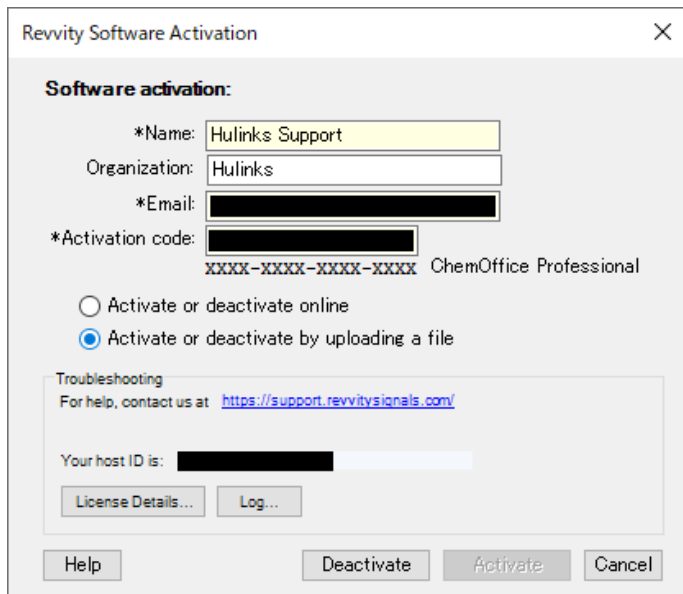 Revvity Software Activation
Software activation:
*Name: Hulinks Support
Organization: Hulinks
*Email:
*Activation code:
XXXX-XXXX-XXXX-XXXX ChemOffice Professional
Activate or deactivate online
Activate or deactivate by uploading a file
Troubleshooting
For help, contact us at https://support.revvitysignals.com/
Your host ID is:
License Details... Log...
Help Deactivate Activate Cancel